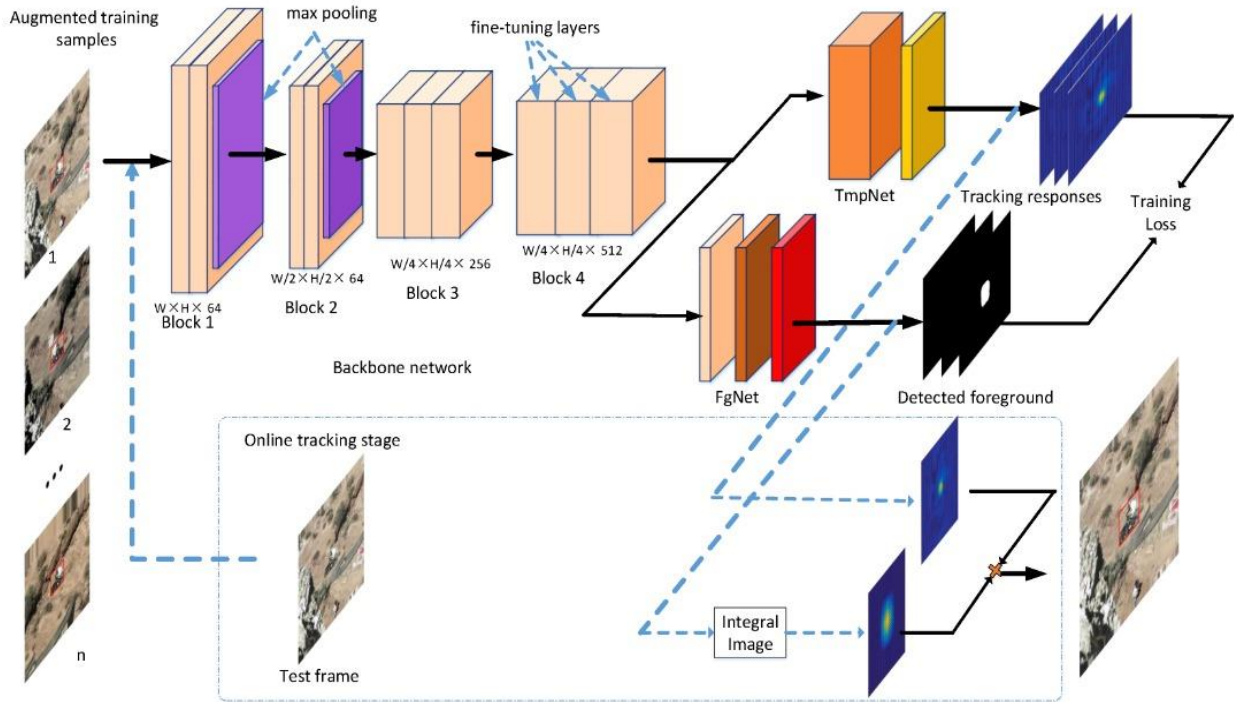 Augmented training
samples
max pooling
fine-tuning layers
1
2
...
n
W×H× 64
Block 1
W/2×H/2× 64
Block 2
W/4×H/4× 256
Block 3
W/4×H/4× 512
Block 4
Backbone network
TmpNet
FgNet
Tracking responses
Detected foreground
Training
Loss
Online tracking stage
Test frame
Integral
Image